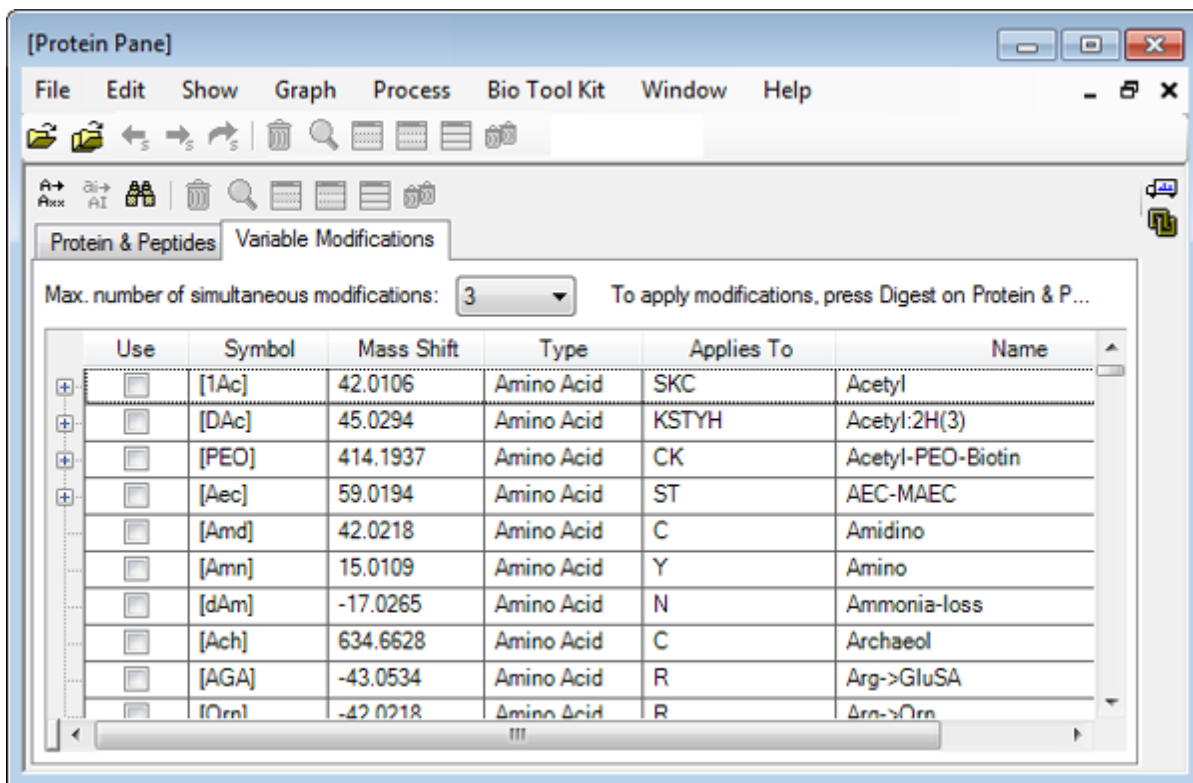 [Protein Pane]
File Edit Show Graph Process Bio Tool Kit Window Help
Protein & Peptides Variable Modifications
Max. number of simultaneous modifications: 3 To apply modifications, press Digest on Protein & P...
Use Symbol Mass Shift Type Applies To Name
[1Ac] 42.0106 Amino Acid SKC Acetyl
[DAc] 45.0294 Amino Acid KSTYH Acetyl:2H(3)
[PEO] 414.1937 Amino Acid CK Acetyl-PEO-Biotin
[Aec] 59.0194 Amino Acid ST AEC-MAEC
[Amd] 42.0218 Amino Acid C Amidino
[Amn] 15.0109 Amino Acid Y Amino
[dAm] -17.0265 Amino Acid N Ammonia-loss
[Ach] 634.6628 Amino Acid C Archaeol
[AGA] -43.0534 Amino Acid R Arg->GluSA
[Orn] -42.0218 Amino Acid R Arg->Orn